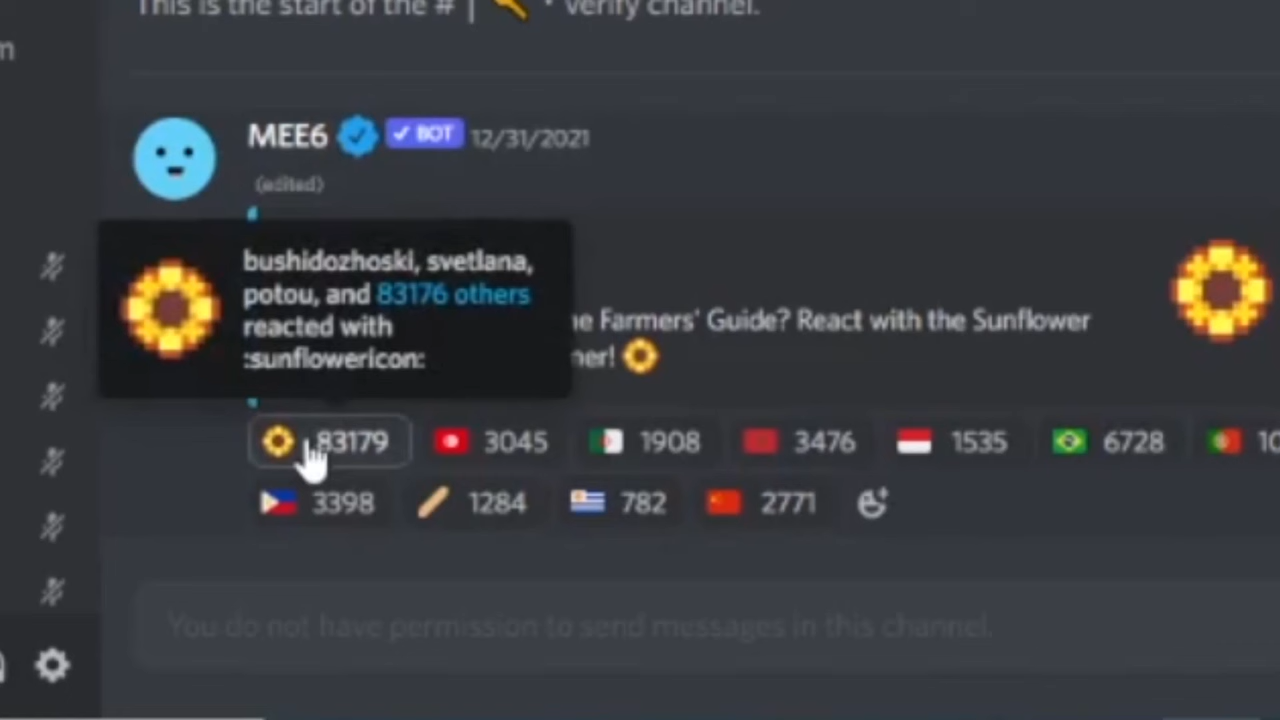 This is the start of the # | · verify channel.
m
MEE6 BOT 12/31/2021
(edited)
bushidozhoski, svetlana,
potou, and 83176 others
reacted with
:sunflowericon:
e Farmers' Guide? React with the Sunflower
ner!
83179 3045 1908 3476 1535 6728 10
3398 1284 782 2771
You do not have permission to send messages in this channel.